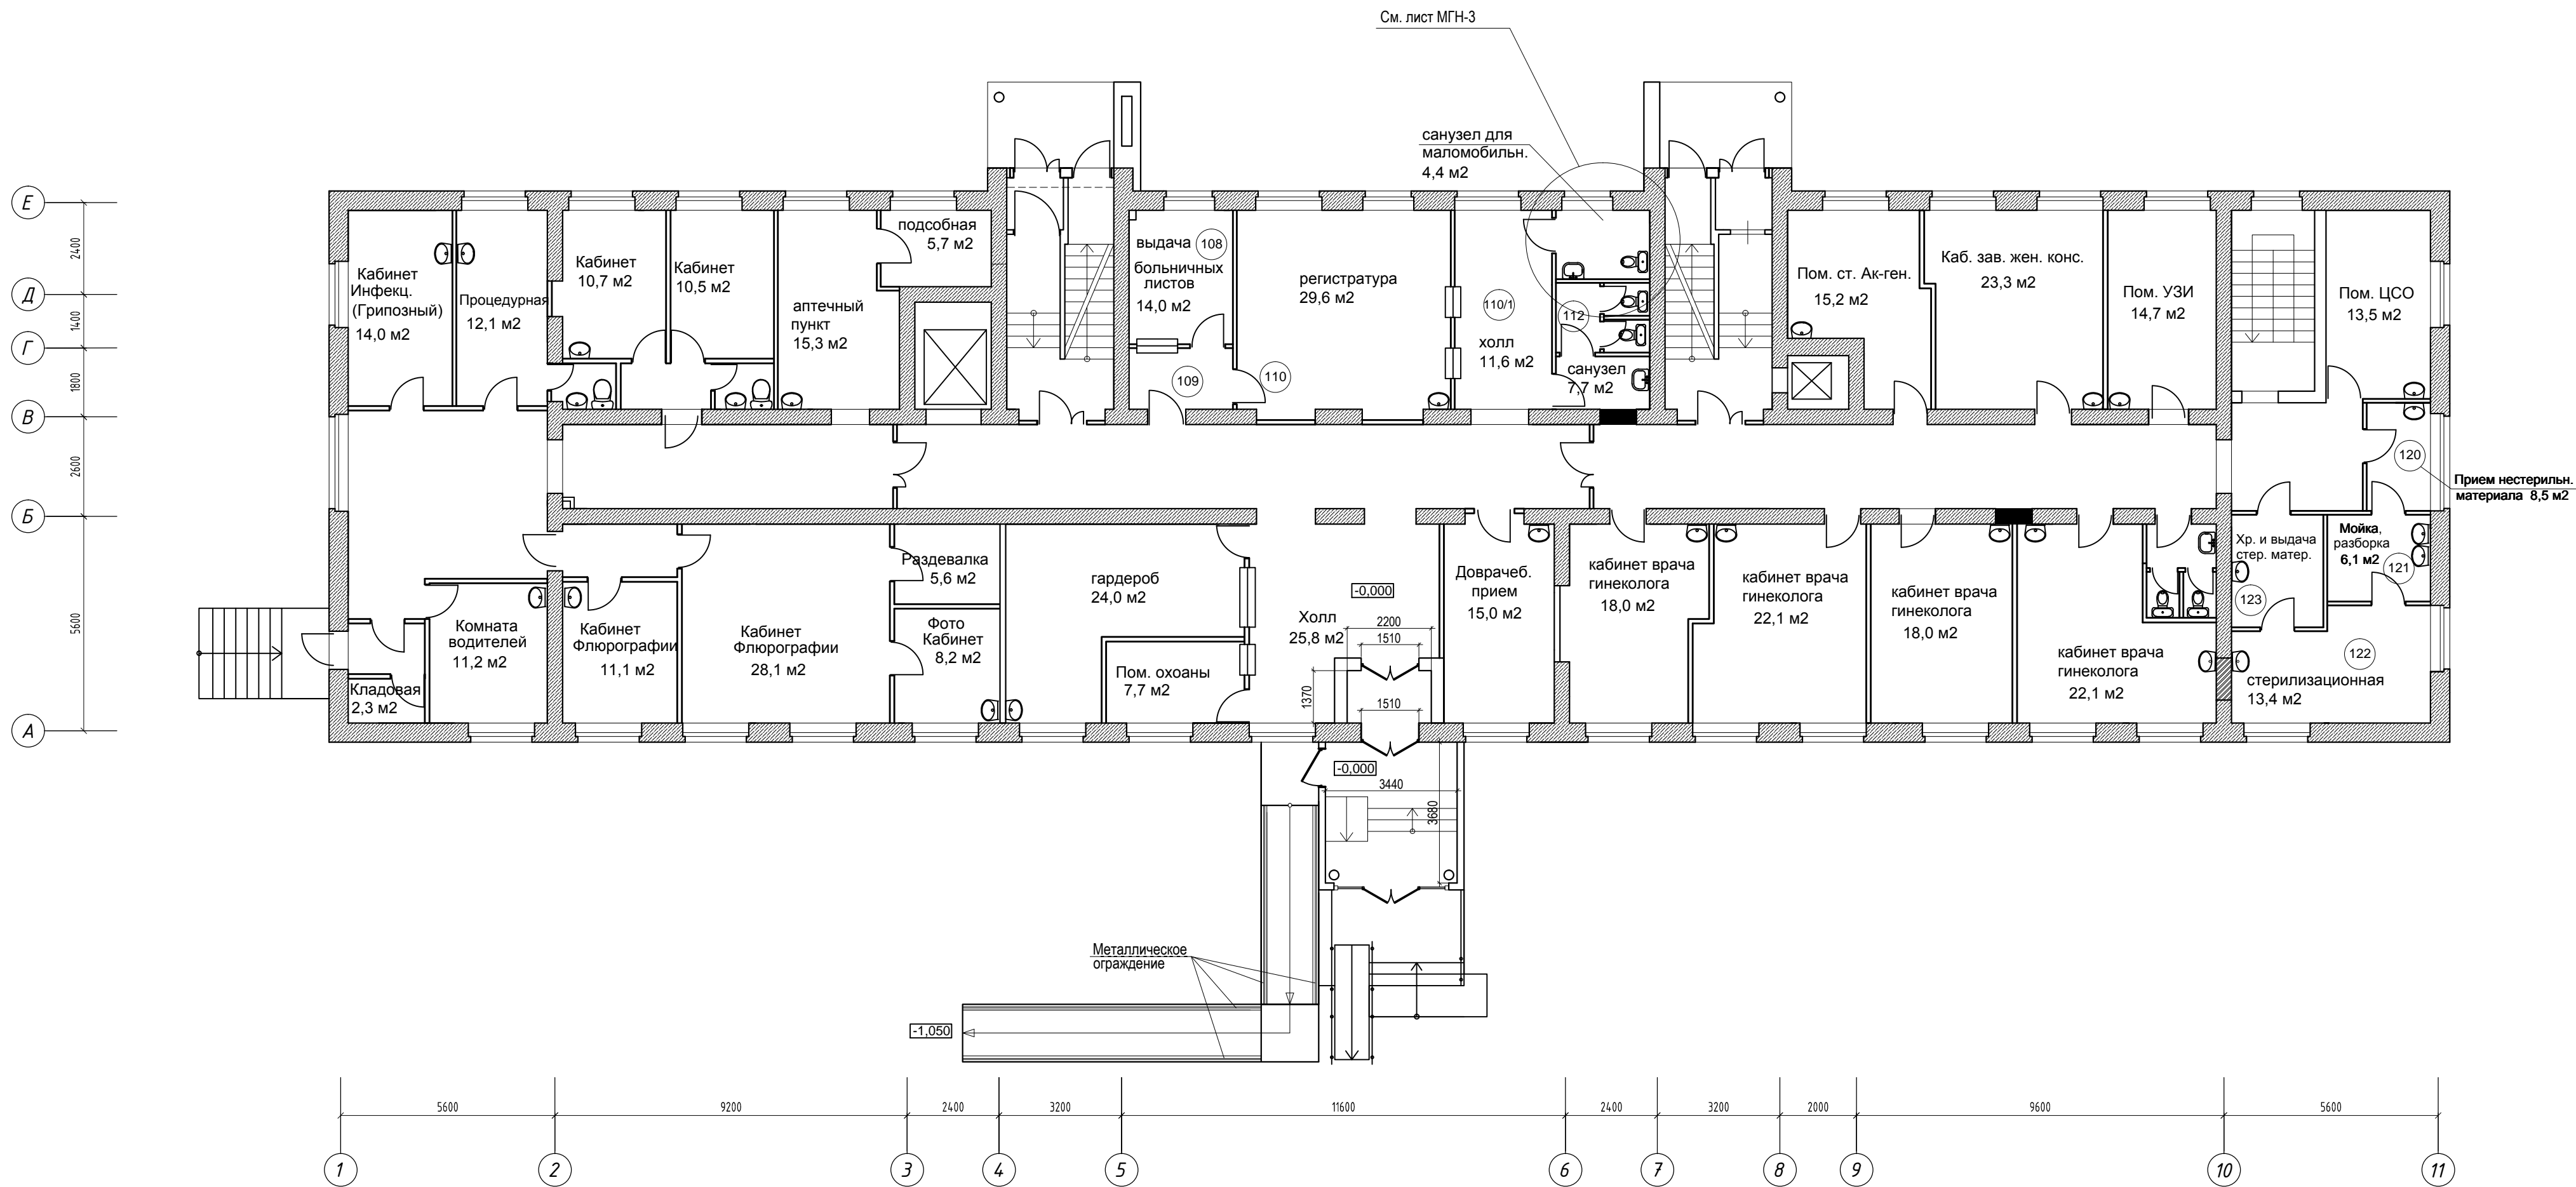 См. лист МГН-3
санузел для
маломобильн.
4,4 м2
Е
Д
Г
В
Б
А
2400
1400
1800
2600
5600
Кабинет
Инфекц.
(Грипозный)
14,0 м2
Процедурная
12,1 м2
Кабинет
10,7 м2
Кабинет
10,5 м2
аптечный
пункт
15,3 м2
подсобная
5,7 м2
выдача
108
больничных
листов
14,0 м2
109
регистратура
29,6 м2
110
110/1
холл
11,6 м2
112
санузел
7,7 м2
Пом. ст. Ак-ген.
15,2 м2
Каб. зав. жен. конс.
23,3 м2
Пом. УЗИ
14,7 м2
Пом. ЦСО
13,5 м2
120
Прием нестерильн.
материала 8,5 м2
Комната
водителей
11,2 м2
Кладовая
2,3 м2
Кабинет
Флюрографии
11,1 м2
Кабинет
Флюрографии
28,1 м2
Раздевалка
5,6 м2
Фото
Кабинет
8,2 м2
гардероб
24,0 м2
Пом. охоаны
7,7 м2
Холл
25,8 м2
-0,000
2200
1510
1370
1510
Доврачеб.
прием
15,0 м2
кабинет врача
гинеколога
18,0 м2
кабинет врача
гинеколога
22,1 м2
кабинет врача
гинеколога
18,0 м2
кабинет врача
гинеколога
22,1 м2
Хр. и выдача
стер. матер.
123
Мойка,
разборка
6,1 м2
121
122
стерилизационная
13,4 м2
-0,000
3440
3680
Металлическое
ограждение
-1,050
5600
9200
2400
3200
11600
2400
3200
2000
9600
5600
1
2
3
4
5
6
7
8
9
10
11